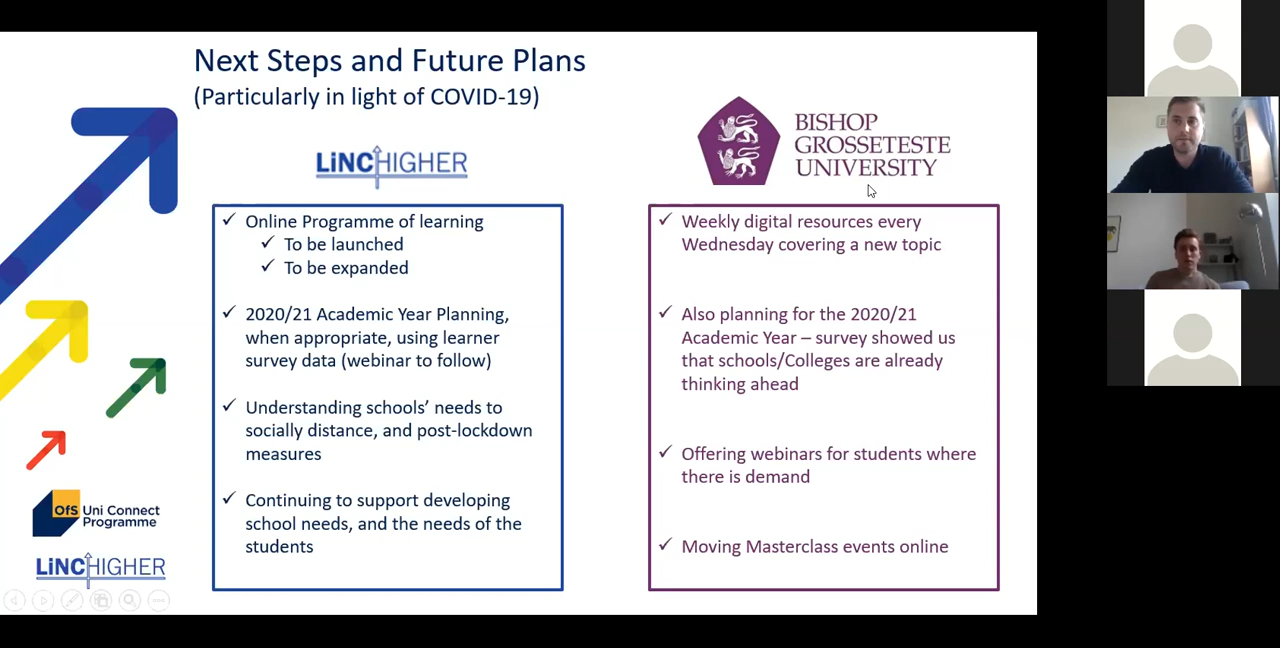 Next Steps and Future Plans
(Particularly in light of COVID-19)
LiNCHIGHER
✓ Online Programme of learning
✓ To be launched
✓ To be expanded
✓ 2020/21 Academic Year Planning,
when appropriate, using learner
survey data (webinar to follow)
✓ Understanding schools’ needs to
socially distance, and post-lockdown
measures
✓ Continuing to support developing
school needs, and the needs of the
students
BISHOP
GROSSETESTE
UNIVERSITY
✓ Weekly digital resources every
Wednesday covering a new topic
✓ Also planning for the 2020/21
Academic Year – survey showed us
that schools/Colleges are already
thinking ahead
✓ Offering webinars for students where
there is demand
✓ Moving Masterclass events online
OfS Uni Connect
Programme
LiNCHIGHER